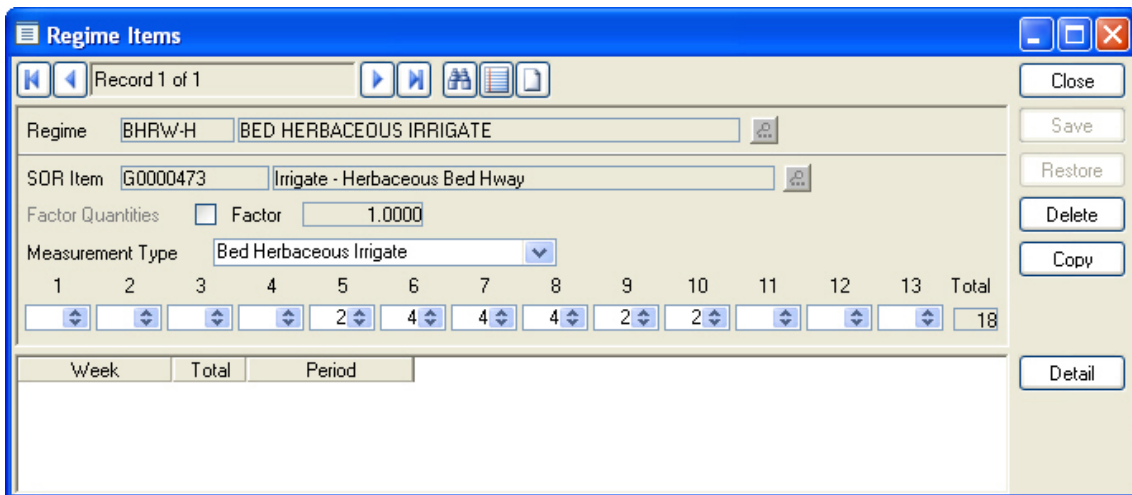 Regime Items
Record 1 of 1
Close
Regime BHRW-H BED HERBACEOUS IRRIGATE
Save
SOR Item G0000473 Irrigate - Herbaceous Bed Hway
Restore
Factor Quantities Factor 1.0000
Delete
Measurement Type Bed Herbaceous Irrigate
Copy
1 2 3 4 5 6 7 8 9 10 11 12 13 Total
2 4 4 4 2 2 18
Week Total Period
Detail